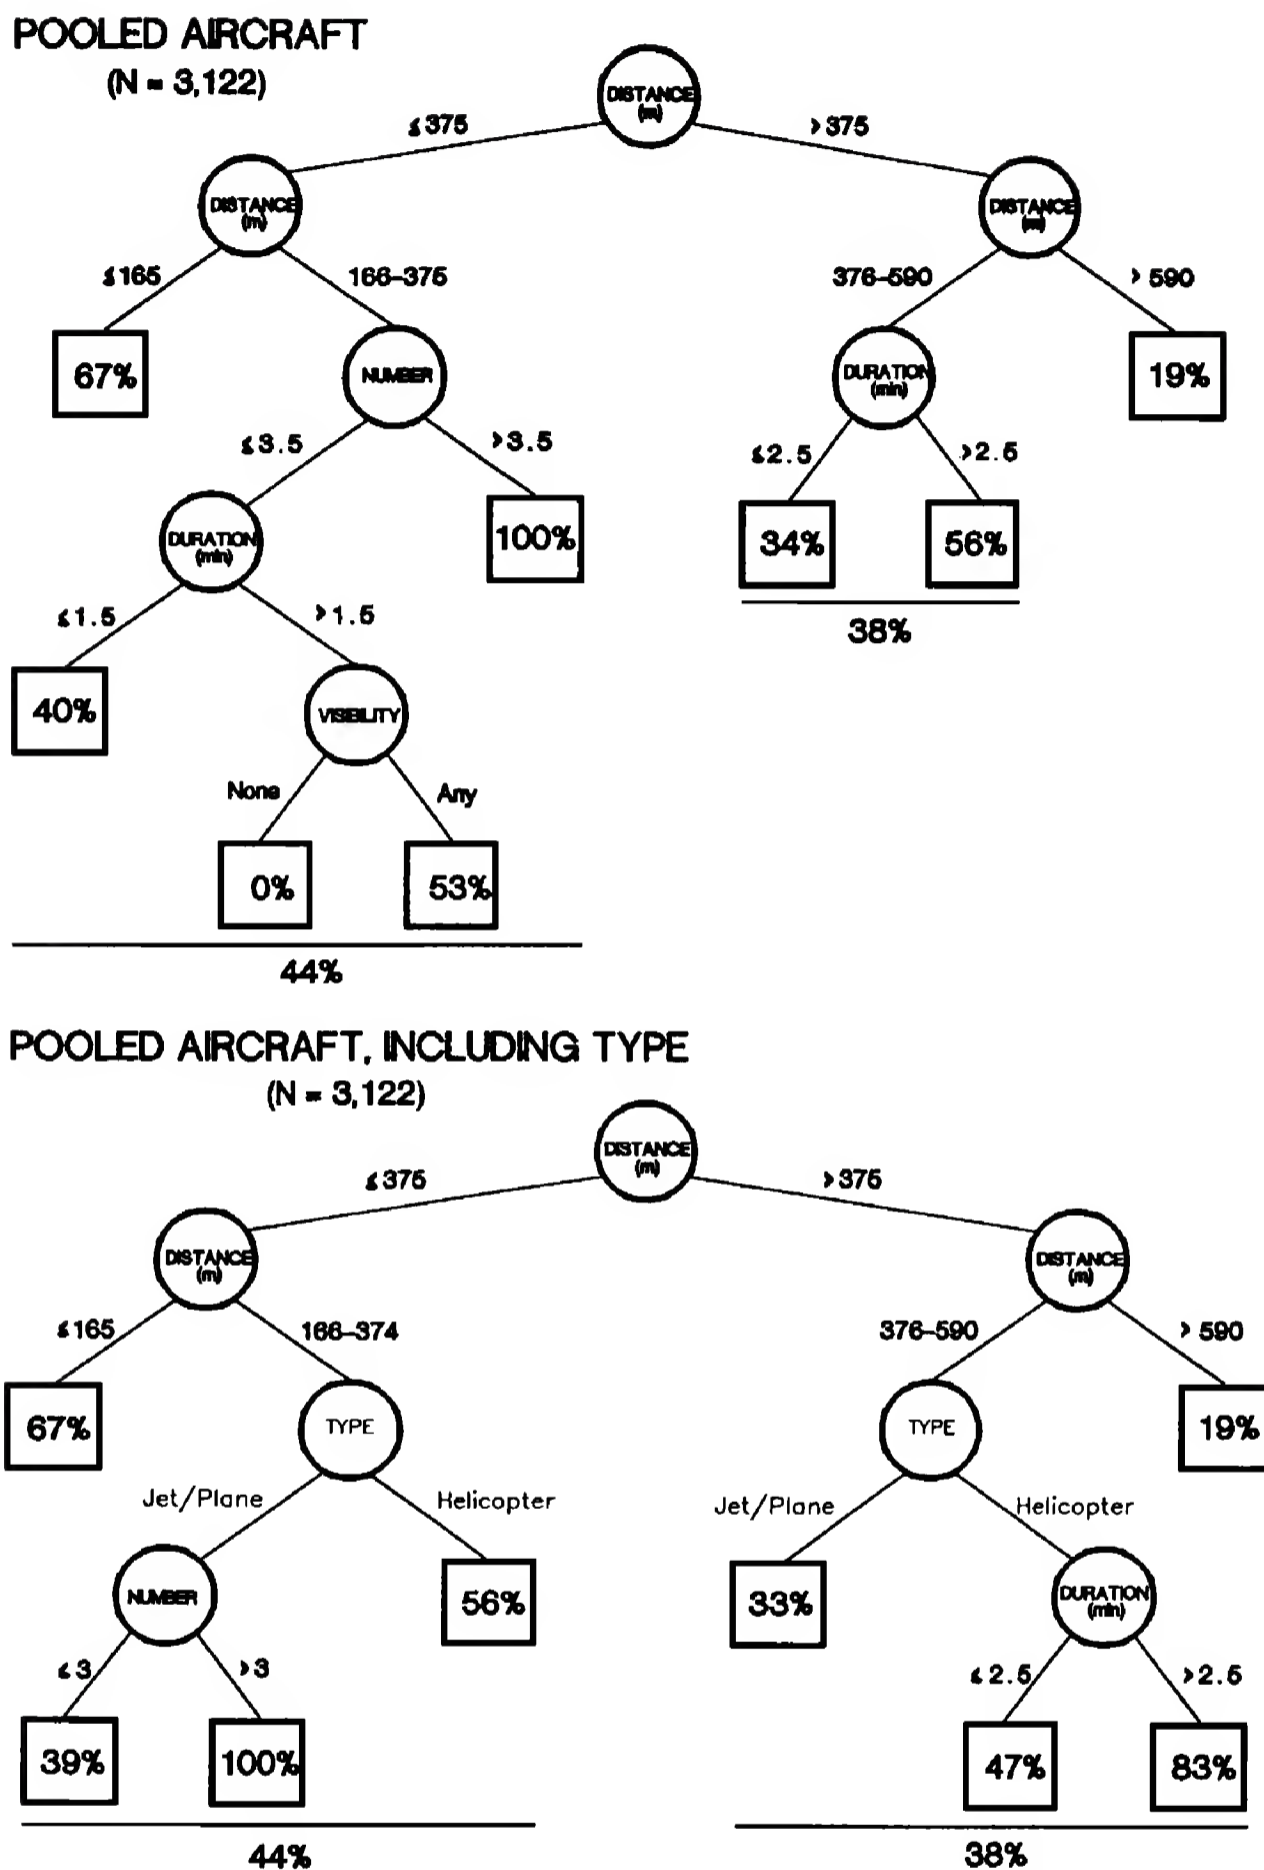 POOLED AIRCRAFT
(N = 3,122)
DISTANCE
(m)
≤375
>375
DISTANCE
(m)
DISTANCE
(m)
≤165
166–375
376–590
> 590
67%
NUMBER
DURATION
(min)
19%
≤3.5
>3.5
≤2.5
>2.5
DURATION
(min)
100%
34%
56%
38%
≤1.5
>1.5
40%
VISIBILITY
None
Any
0%
53%
44%
POOLED AIRCRAFT, INCLUDING TYPE
(N = 3,122)
DISTANCE
(m)
≤375
>375
DISTANCE
(m)
DISTANCE
(m)
≤165
166–374
376–590
> 590
67%
TYPE
TYPE
19%
Jet/Plane
Helicopter
Jet/Plane
Helicopter
NUMBER
56%
33%
DURATION
(min)
≤3
>3
≤2.5
>2.5
39%
100%
47%
83%
44%
38%